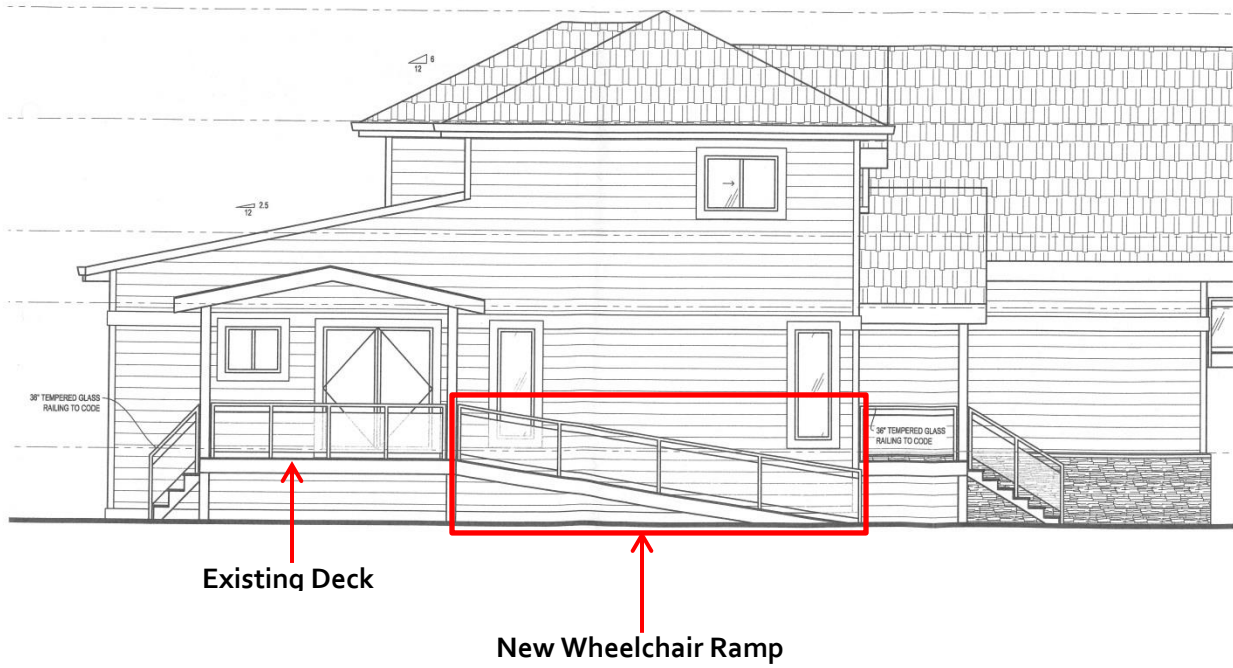 6
12
2.5
12
36" TEMPERED GLASS
RAILING TO CODE
36" TEMPERED GLASS
RAILING TO CODE
Existing Deck
New Wheelchair Ramp